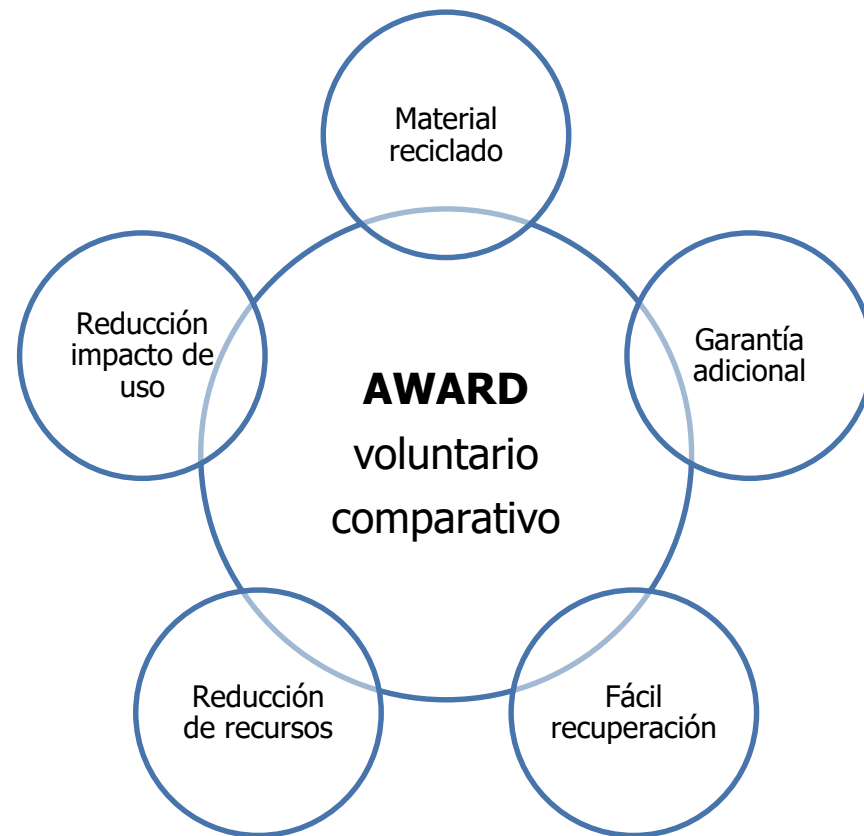 Material
reciclado
Reducción
impacto de
uso
Garantía
adicional
AWARD
voluntario
comparativo
Reducción
de recursos
Fácil
recuperación